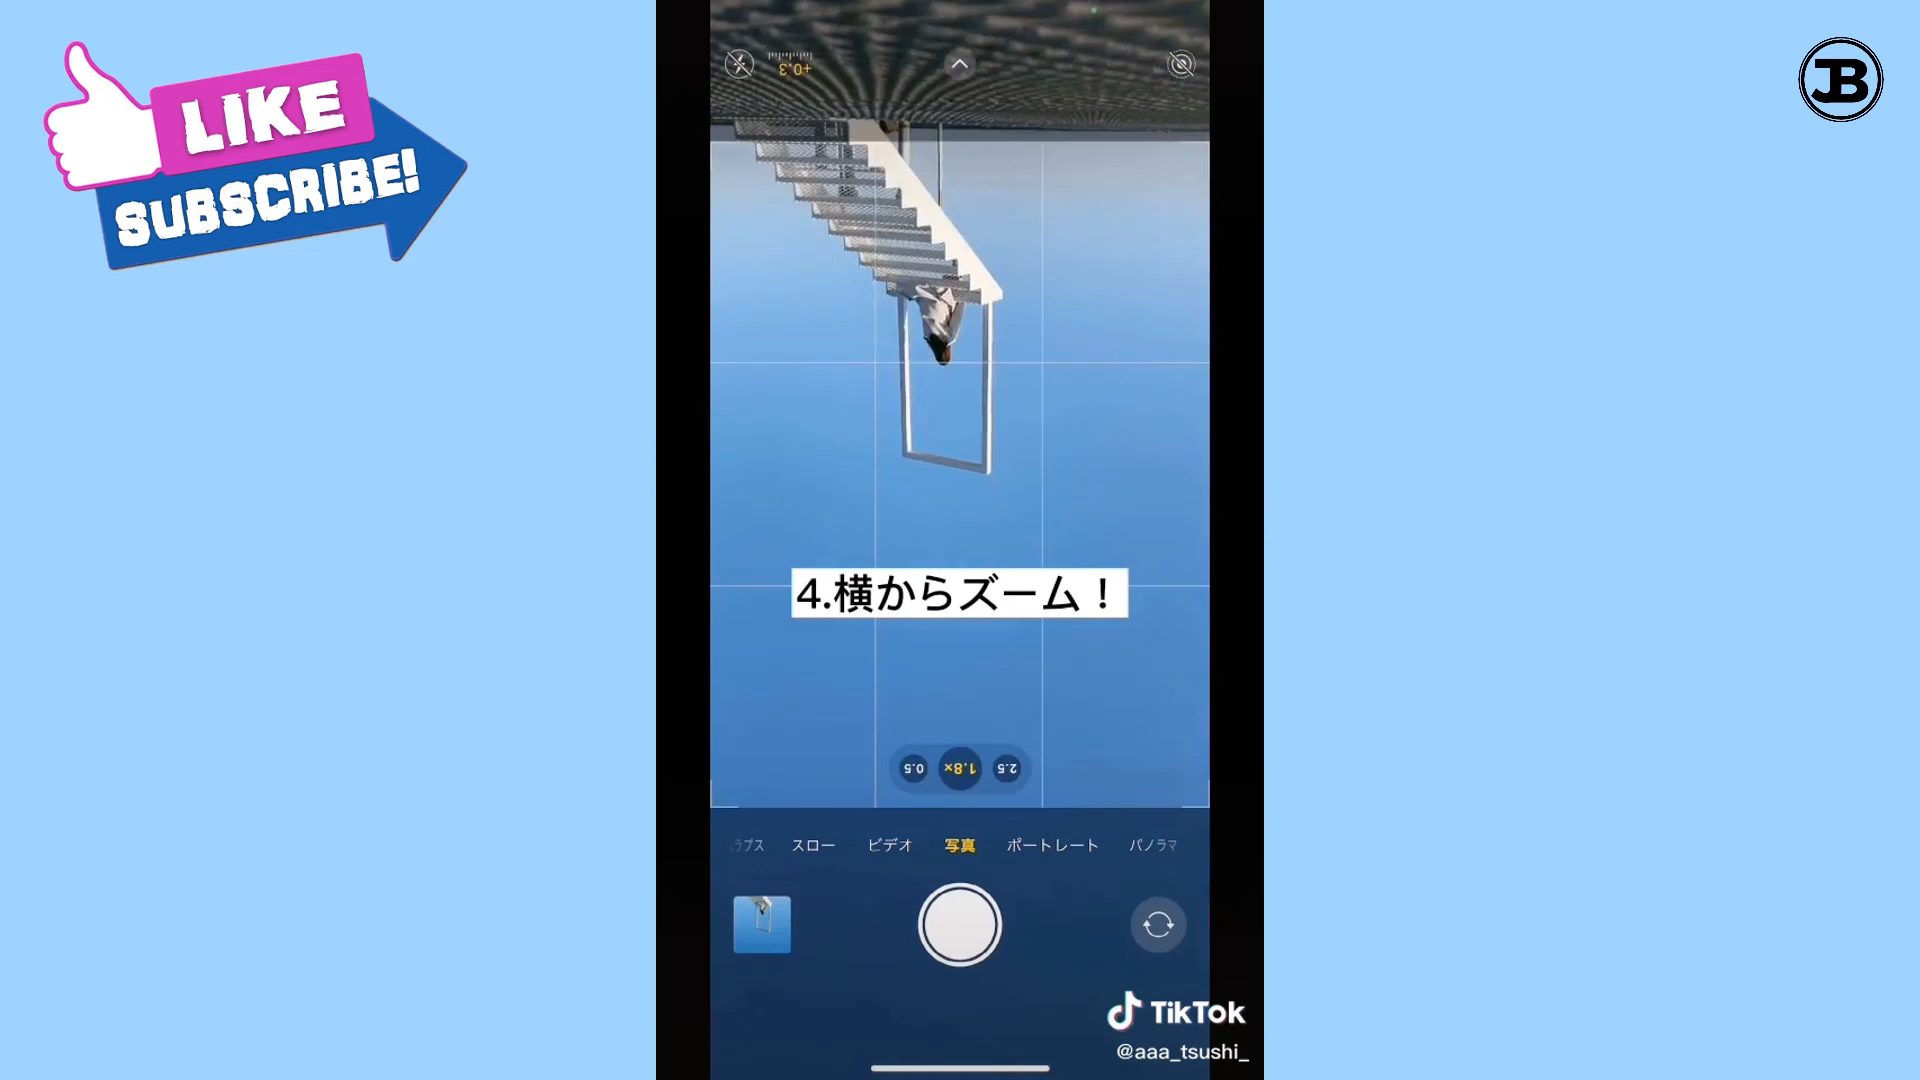 LIKE
SUBSCRIBE!
JB
+0.3
4.横からズーム！
0.5
1.8×
2.5
ラプス スロー ビデオ 写真 ポートレート パノラマ
TikTok
@aaa_tsushi_